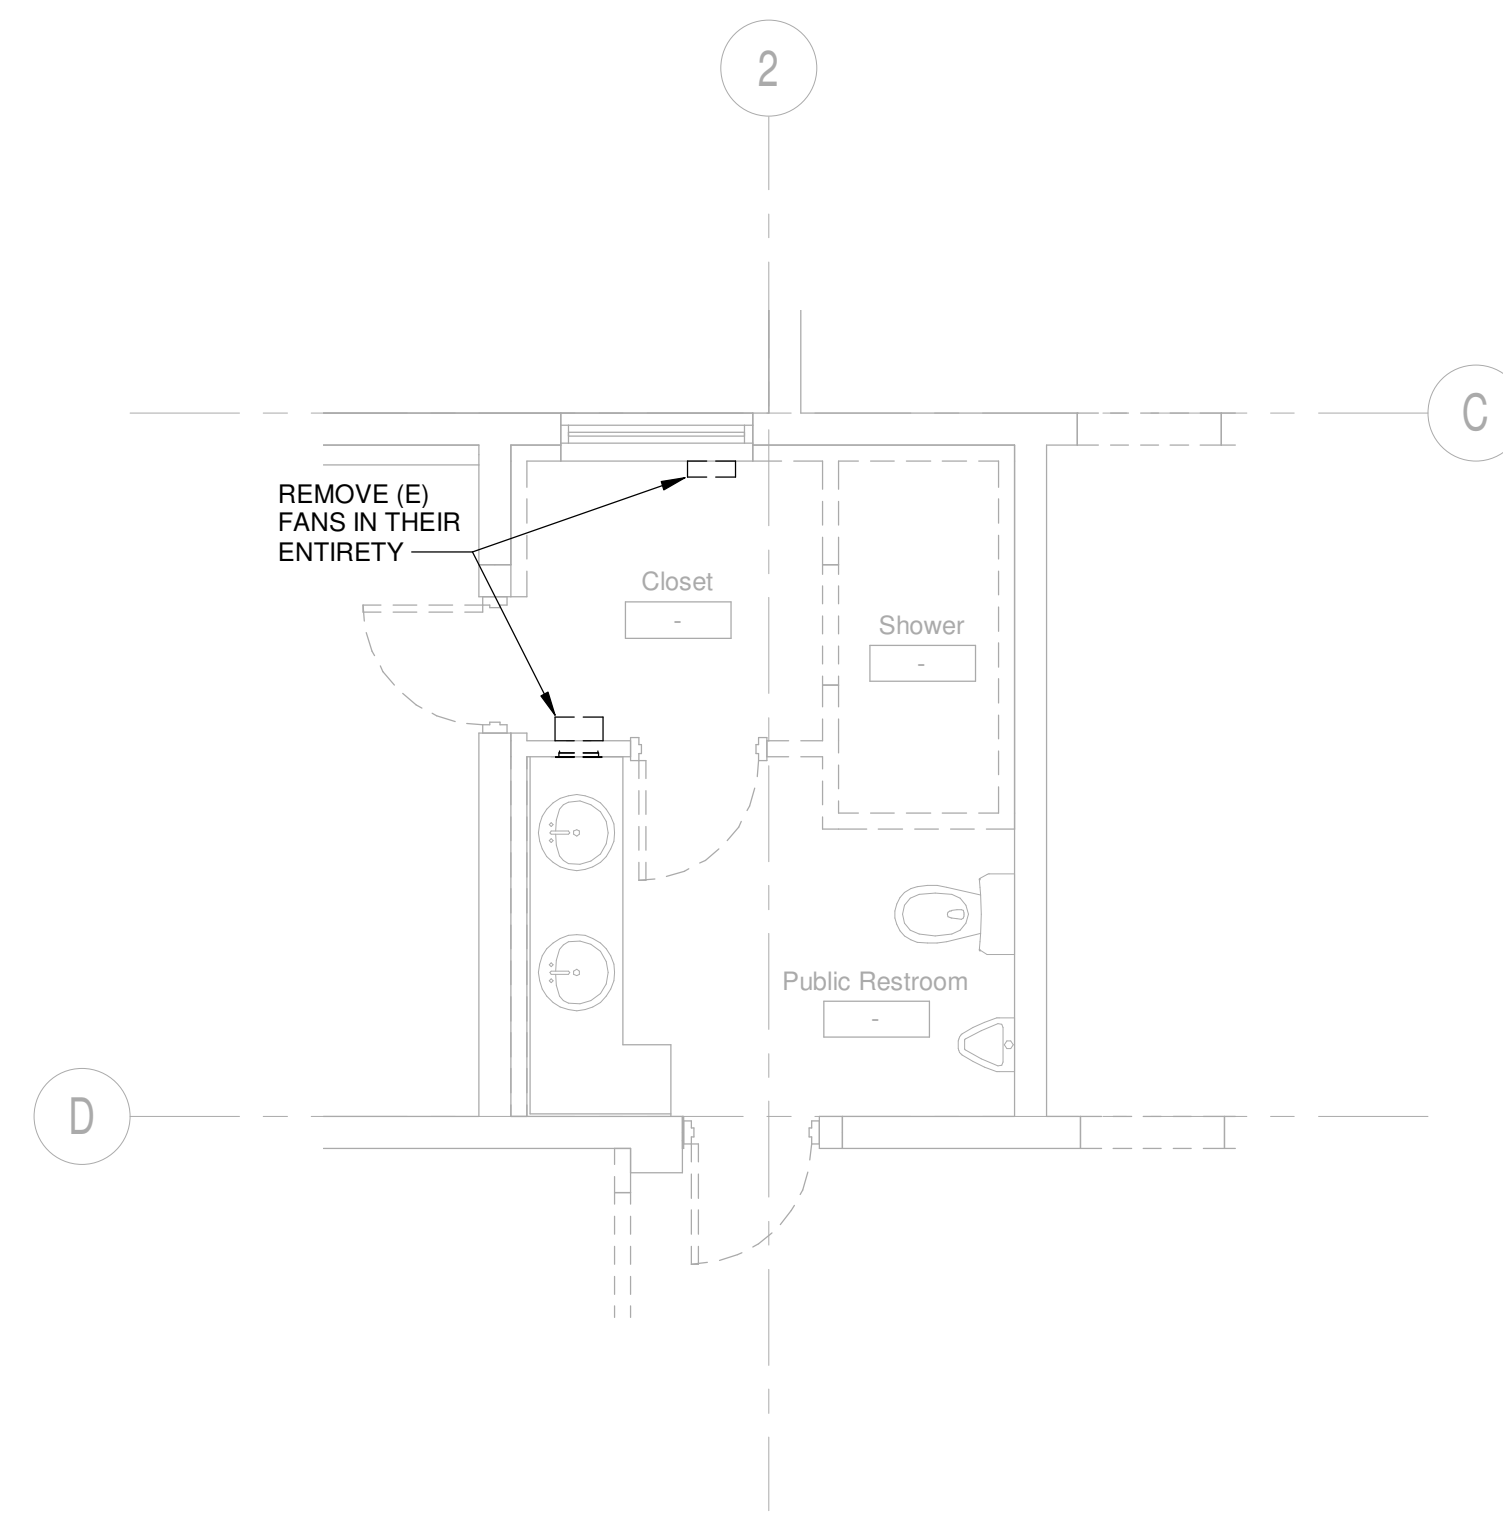 2
C
REMOVE (E)
FANS IN THEIR
ENTIRETY
Closet
-
Shower
-
Public Restroom
-
D